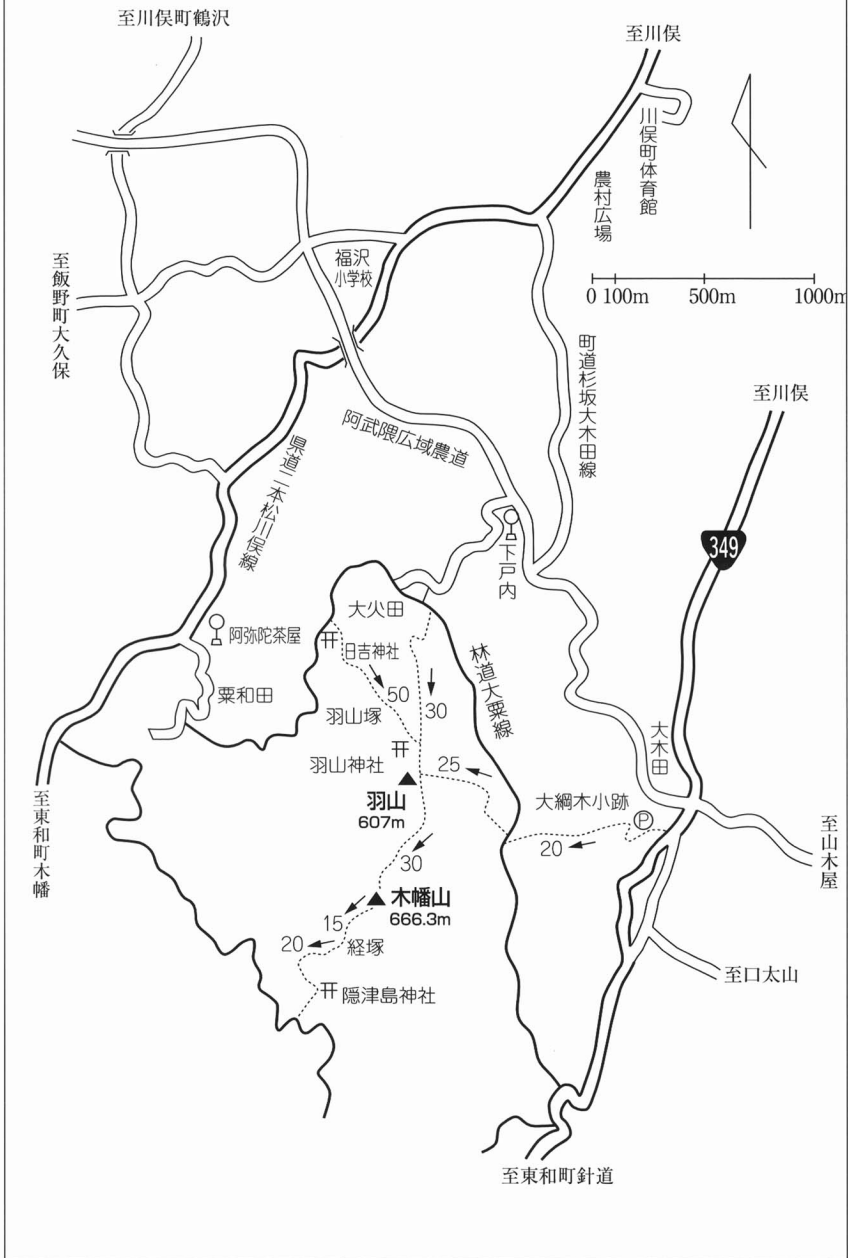 至川俣町鶴沢
至川俣
川俣町体育館
農村広場
至飯野町大久保
福沢
小学校
0 100m 500m 1000m
町道杉坂大木田線
至川俣
阿武隈広域農道
県道二本松川俣線
349
下戸内
大火田
阿弥陀茶屋
日吉神社
林道大粟線
粟和田
50
30
羽山塚
大木田
羽山神社
25
羽山
607m
大綱木小跡
P
至東和町木幡
至山木屋
20
30
木幡山
666.3m
15
20
経塚
至口太山
隠津島神社
至東和町針道